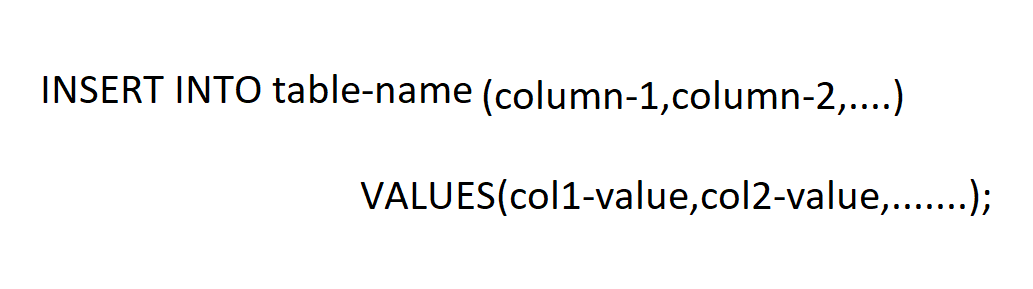 INSERT INTO table-name (column-1,column-2,....)
VALUES(col1-value,col2-value,.......);